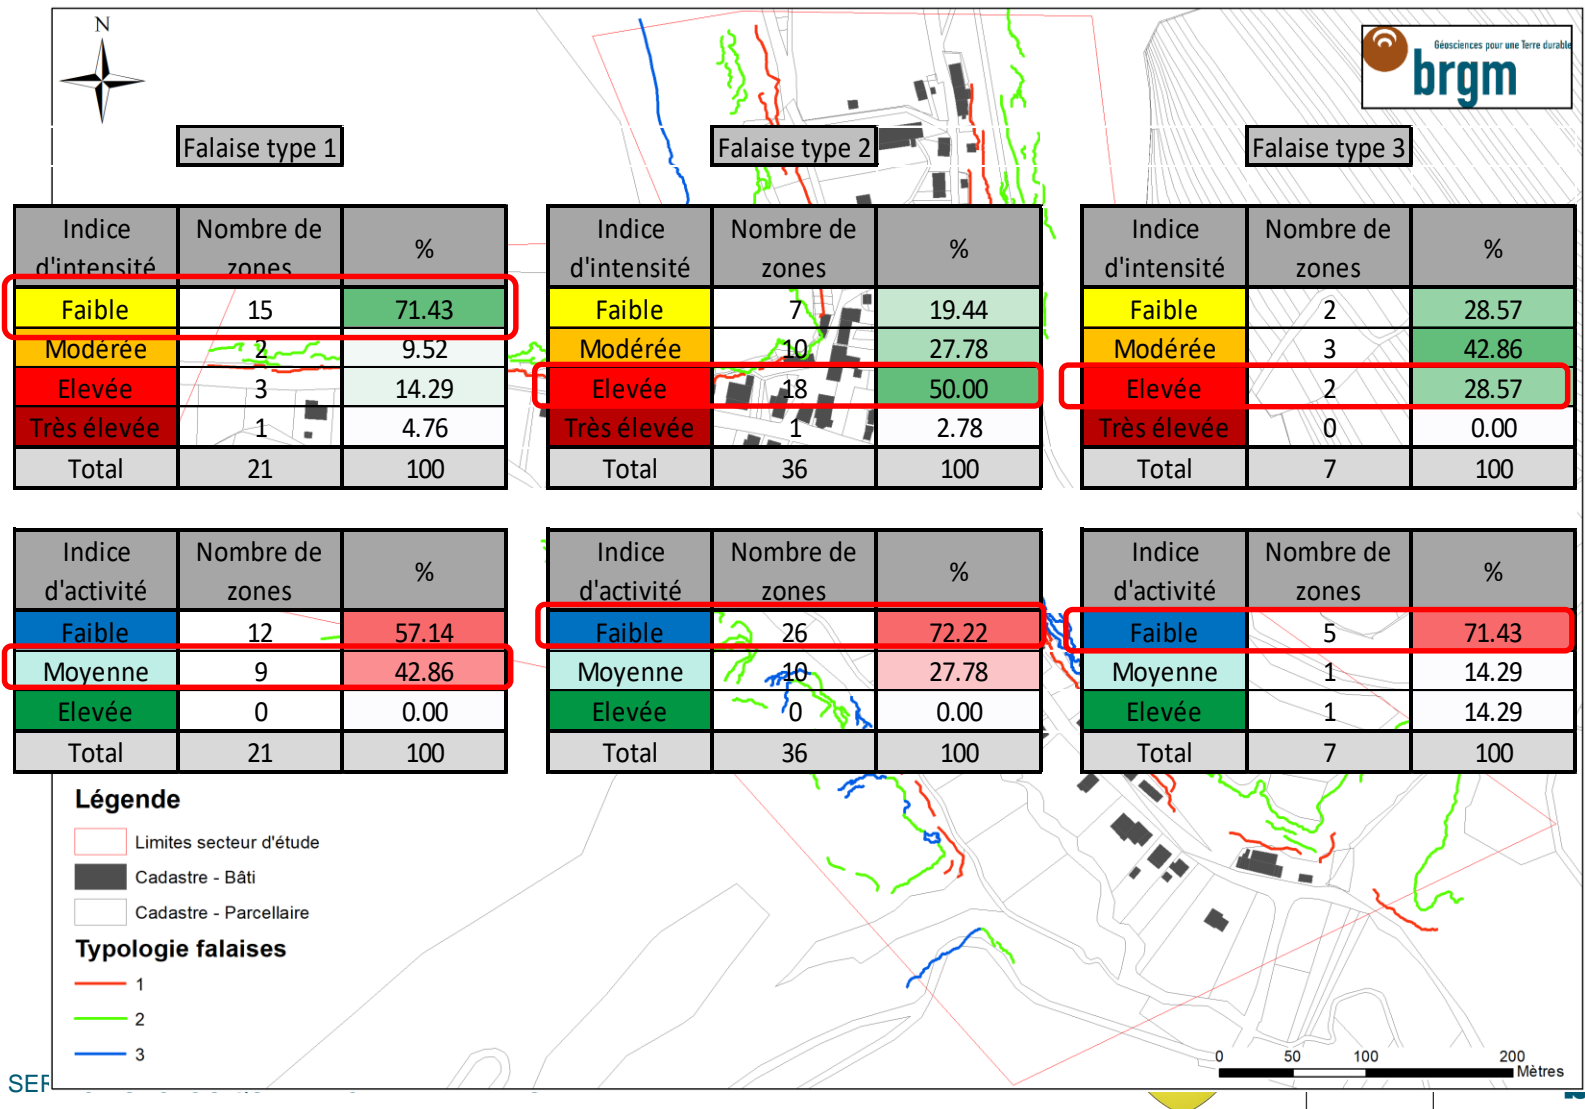 N
Géosciences pour une Terre durable
brgm
Falaise type 1
Falaise type 2
Falaise type 3
Indice d'intensité Nombre de zones %
Faible 15 71.43
Modérée 2 9.52
Elevée 3 14.29
Très élevée 1 4.76
Total 21 100
Indice d'intensité Nombre de zones %
Faible 7 19.44
Modérée 10 27.78
Elevée 18 50.00
Très élevée 1 2.78
Total 36 100
Indice d'intensité Nombre de zones %
Faible 2 28.57
Modérée 3 42.86
Elevée 2 28.57
Très élevée 0 0.00
Total 7 100
Indice d'activité Nombre de zones %
Faible 12 57.14
Moyenne 9 42.86
Elevée 0 0.00
Total 21 100
Indice d'activité Nombre de zones %
Faible 26 72.22
Moyenne 10 27.78
Elevée 0 0.00
Total 36 100
Indice d'activité Nombre de zones %
Faible 5 71.43
Moyenne 1 14.29
Elevée 1 14.29
Total 7 100
Légende
Limites secteur d'étude
Cadastre - Bâti
Cadastre - Parcellaire
Typologie falaises
1
2
3
0 50 100 200
Mètres